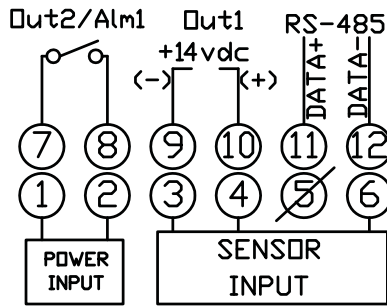 Out2/Alm1 Out1 RS-485
+14vdc
(-) (+) DATA+ DATA-
7 8 9 10 11 12
1 2 3 4 5 6
POWER INPUT
SENSOR INPUT